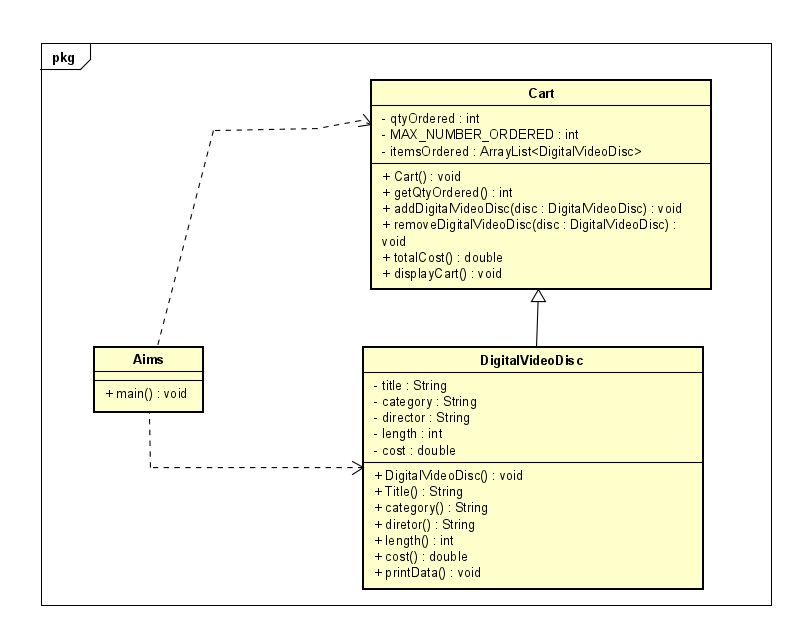 pkg
Cart
- qtyOrdered : int
- MAX_NUMBER_ORDERED : int
- itemsOrdered : ArrayList<DigitalVideoDisc>
+ Cart() : void
+ getQtyOrdered() : int
+ addDigitalVideoDisc(disc : DigitalVideoDisc) : void
+ removeDigitalVideoDisc(disc : DigitalVideoDisc) :
void
+ totalCost() : double
+ displayCart() : void
Aims
+ main() : void
DigitalVideoDisc
- title : String
- category : String
- director : String
- length : int
- cost : double
+ DigitalVideoDisc() : void
+ Title() : String
+ category() : String
+ diretor() : String
+ length() : int
+ cost() : double
+ printData() : void